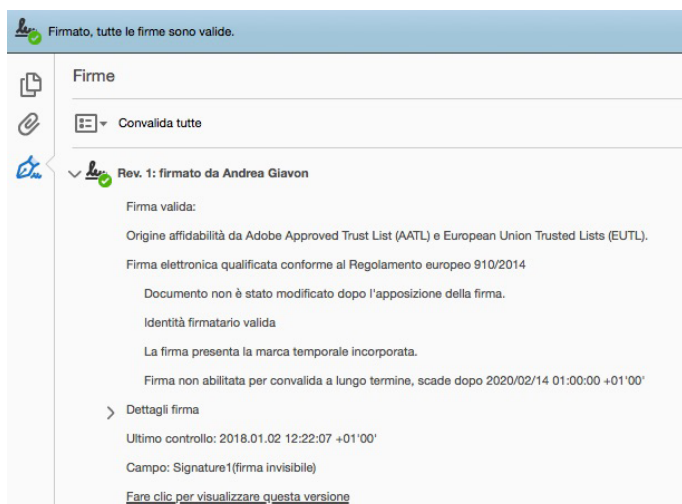 Firmato, tutte le firme sono valide.
Firme
Convalida tutte
Rev. 1: firmato da Andrea Giavon
Firma valida:
Origine affidabilità da Adobe Approved Trust List (AATL) e European Union Trusted Lists (EUTL).
Firma elettronica qualificata conforme al Regolamento europeo 910/2014
Documento non è stato modificato dopo l'apposizione della firma.
Identità firmatario valida
La firma presenta la marca temporale incorporata.
Firma non abilitata per convalida a lungo termine, scade dopo 2020/02/14 01:00:00 +01'00'
Dettagli firma
Ultimo controllo: 2018.01.02 12:22:07 +01'00'
Campo: Signature1(firma invisibile)
Fare clic per visualizzare questa versione